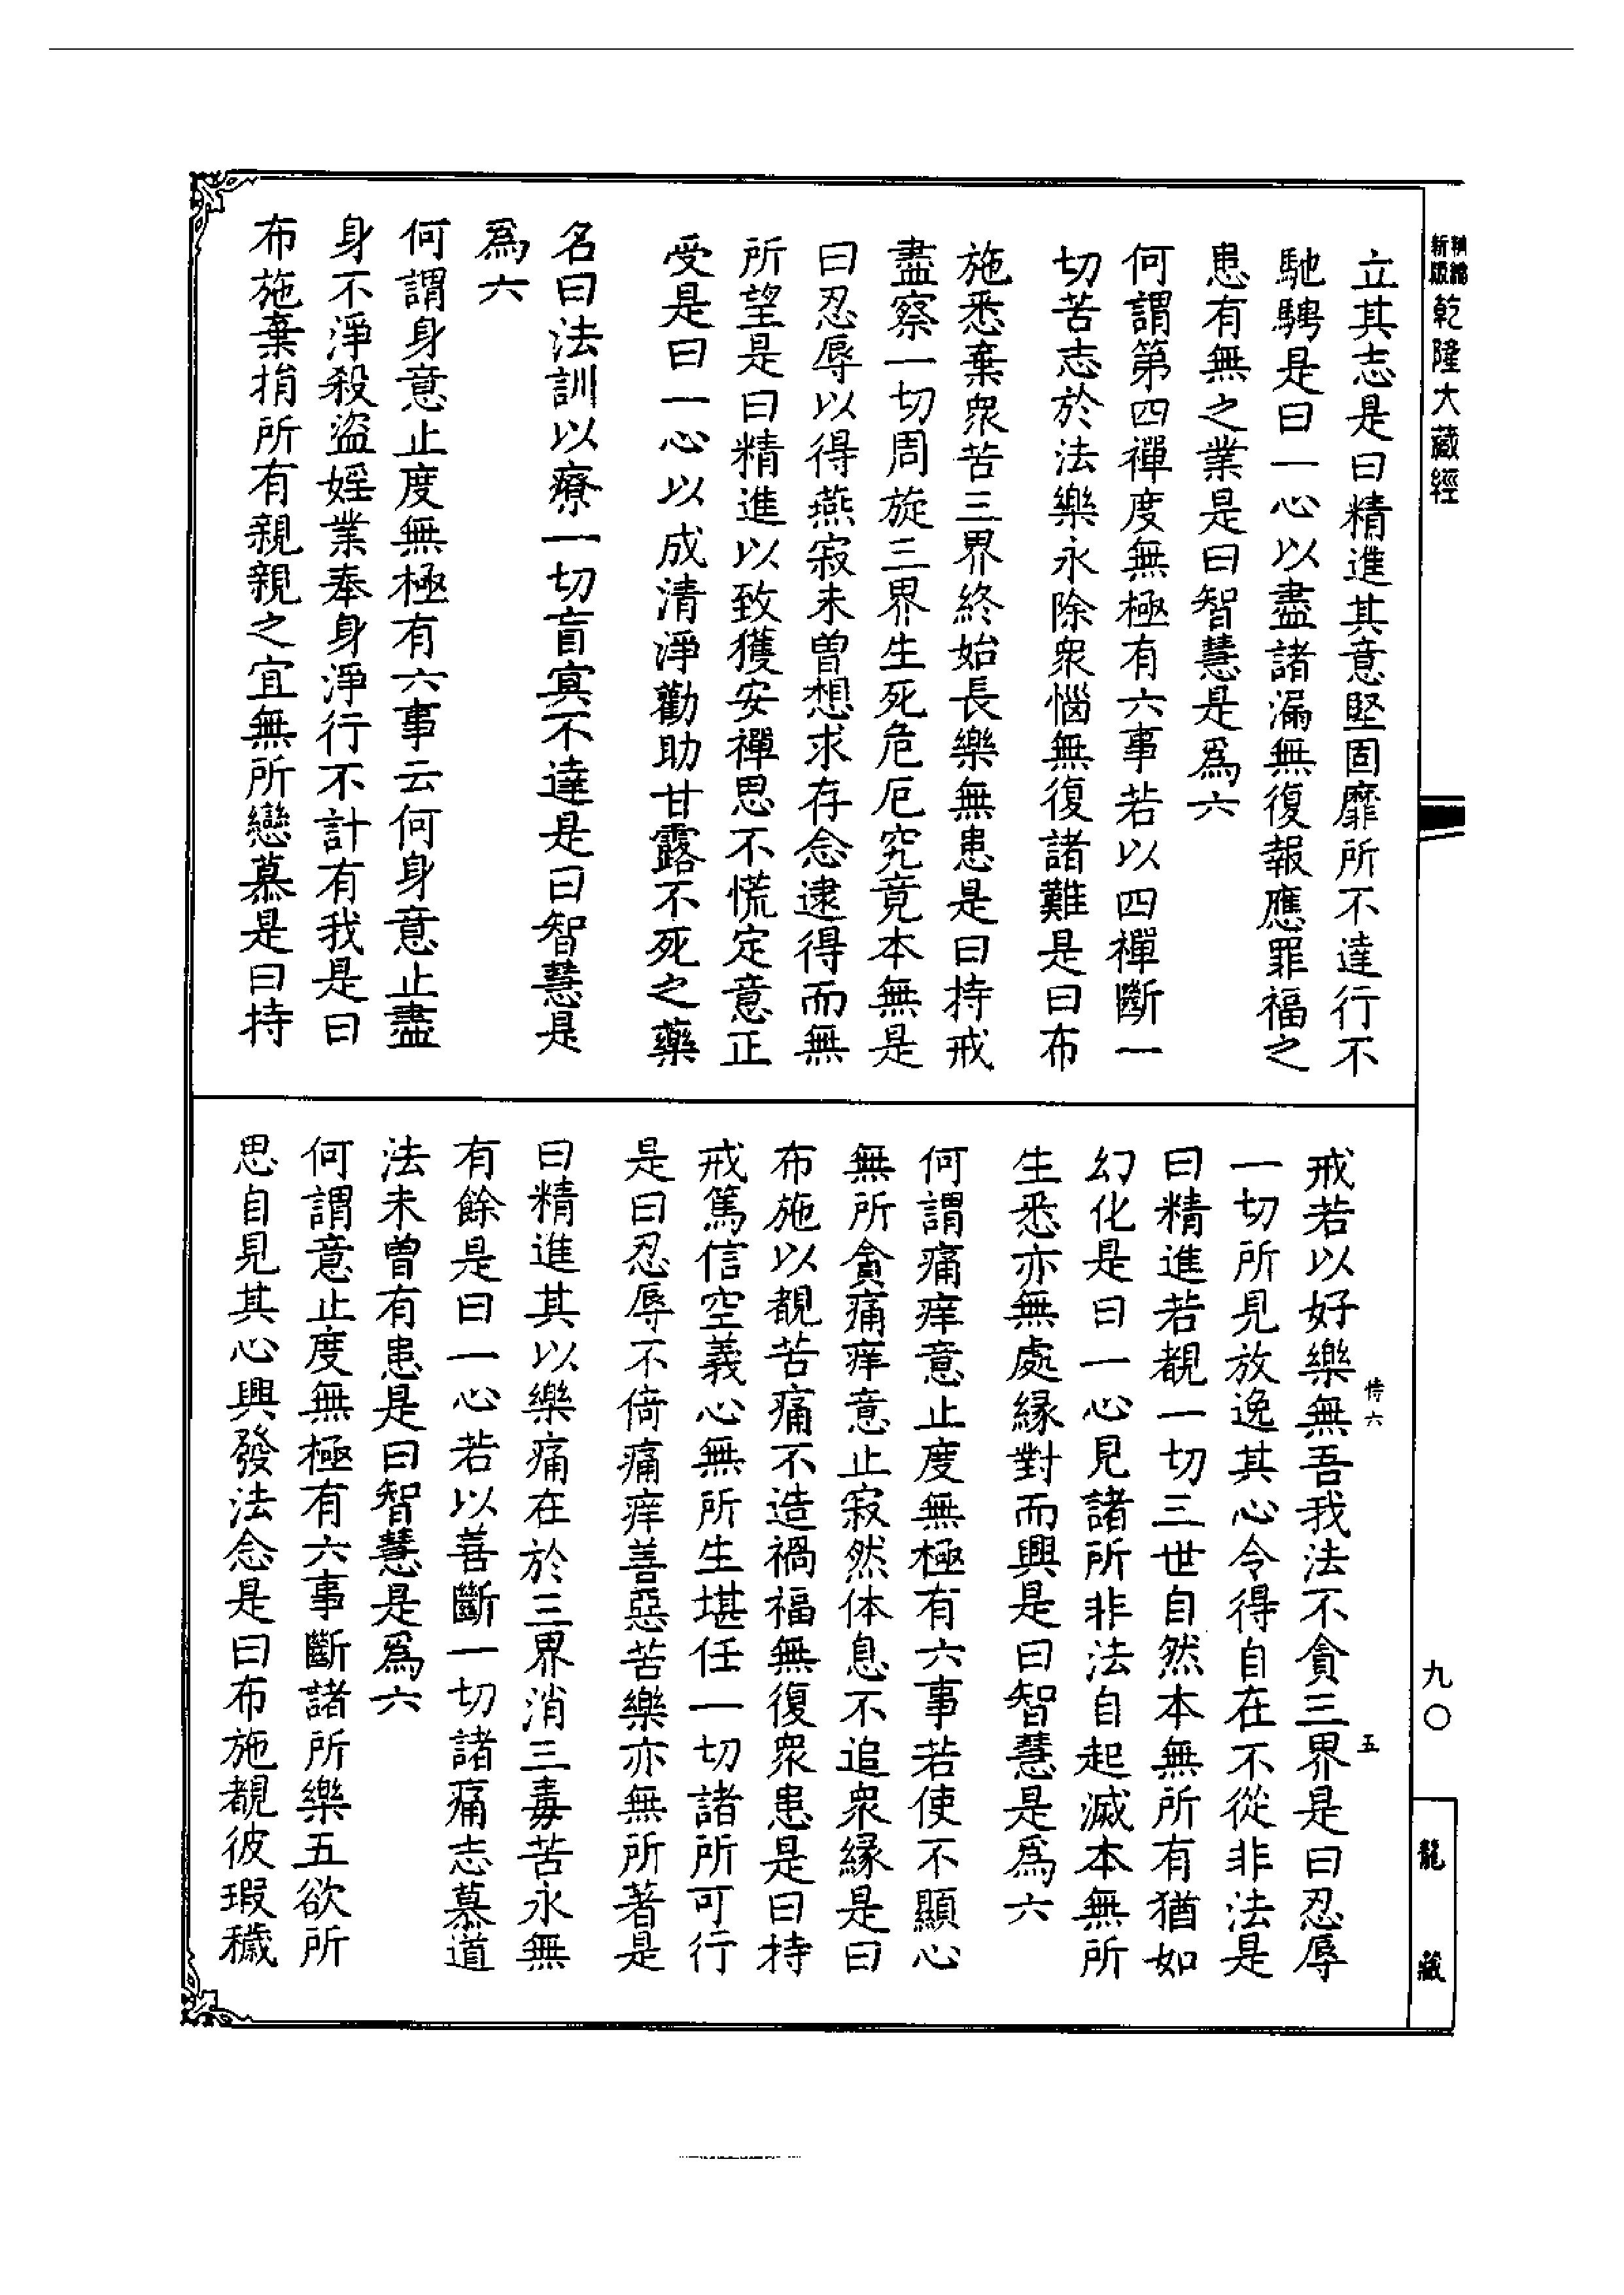 新版
精縮
乾隆大藏經
立其志是曰精進其意堅固靡所不達行不
馳騁是曰一心以盡諸漏無復報應罪福之
患有無之業是曰智慧是爲六
何謂第四禪度無極有六事若以四禪斷一
切苦志於法樂永除衆惱無復諸難是曰布
施悉棄衆苦三界終始長樂無患是曰持戒
盡察一切周旋三界生死危厄究竟本無是
曰忍辱以得燕寂未曾想求存念逮得而無
所望是曰精進以致獲安禪思不慌定意正
受是曰一心以成清淨勸助甘露不死之藥
名曰法訓以療一切盲冥不達是曰智慧是
爲六
何謂身意止度無極有六事云何身意止盡
身不淨殺盜婬業奉身淨行不計有我是曰
布施棄捐所有親親之宜無所戀慕是曰持
戒若以好樂無吾我法不貪三界是曰忍辱
一切所見放逸其心令得自在不從非法是
曰精進若覩一切三世自然本無所有猶如
幻化是曰一心見諸所非法自起滅本無所
生悉亦無處緣對而興是曰智慧是爲六
何謂痛痒意止度無極有六事若使不顯心
無所貪痛痒意止寂然体息不追衆緣是曰
布施以覩苦痛不造禍福無復衆患是曰持
戒篤信空義心無所生堪任一切諸所可行
是曰忍辱不倚痛痒善惡苦樂亦無所著是
曰精進其以樂痛在於三界消三毒苦永無
有餘是曰一心若以善斷一切諸痛志慕道
法未曾有患是曰智慧是爲六
何謂意止度無極有六事斷諸所樂五欲所
思自見其心興發法念是曰布施覩彼瑕穢
恃六
五
九〇
龍藏